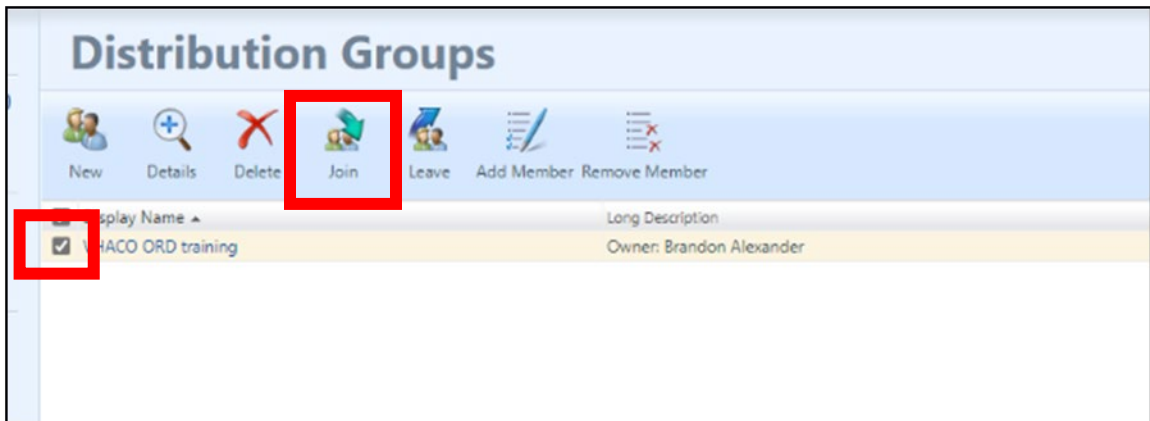 Distribution Groups
New Details Delete Join Leave Add Member Remove Member
splay Name Long Description
HACO ORD training Owner: Brandon Alexander